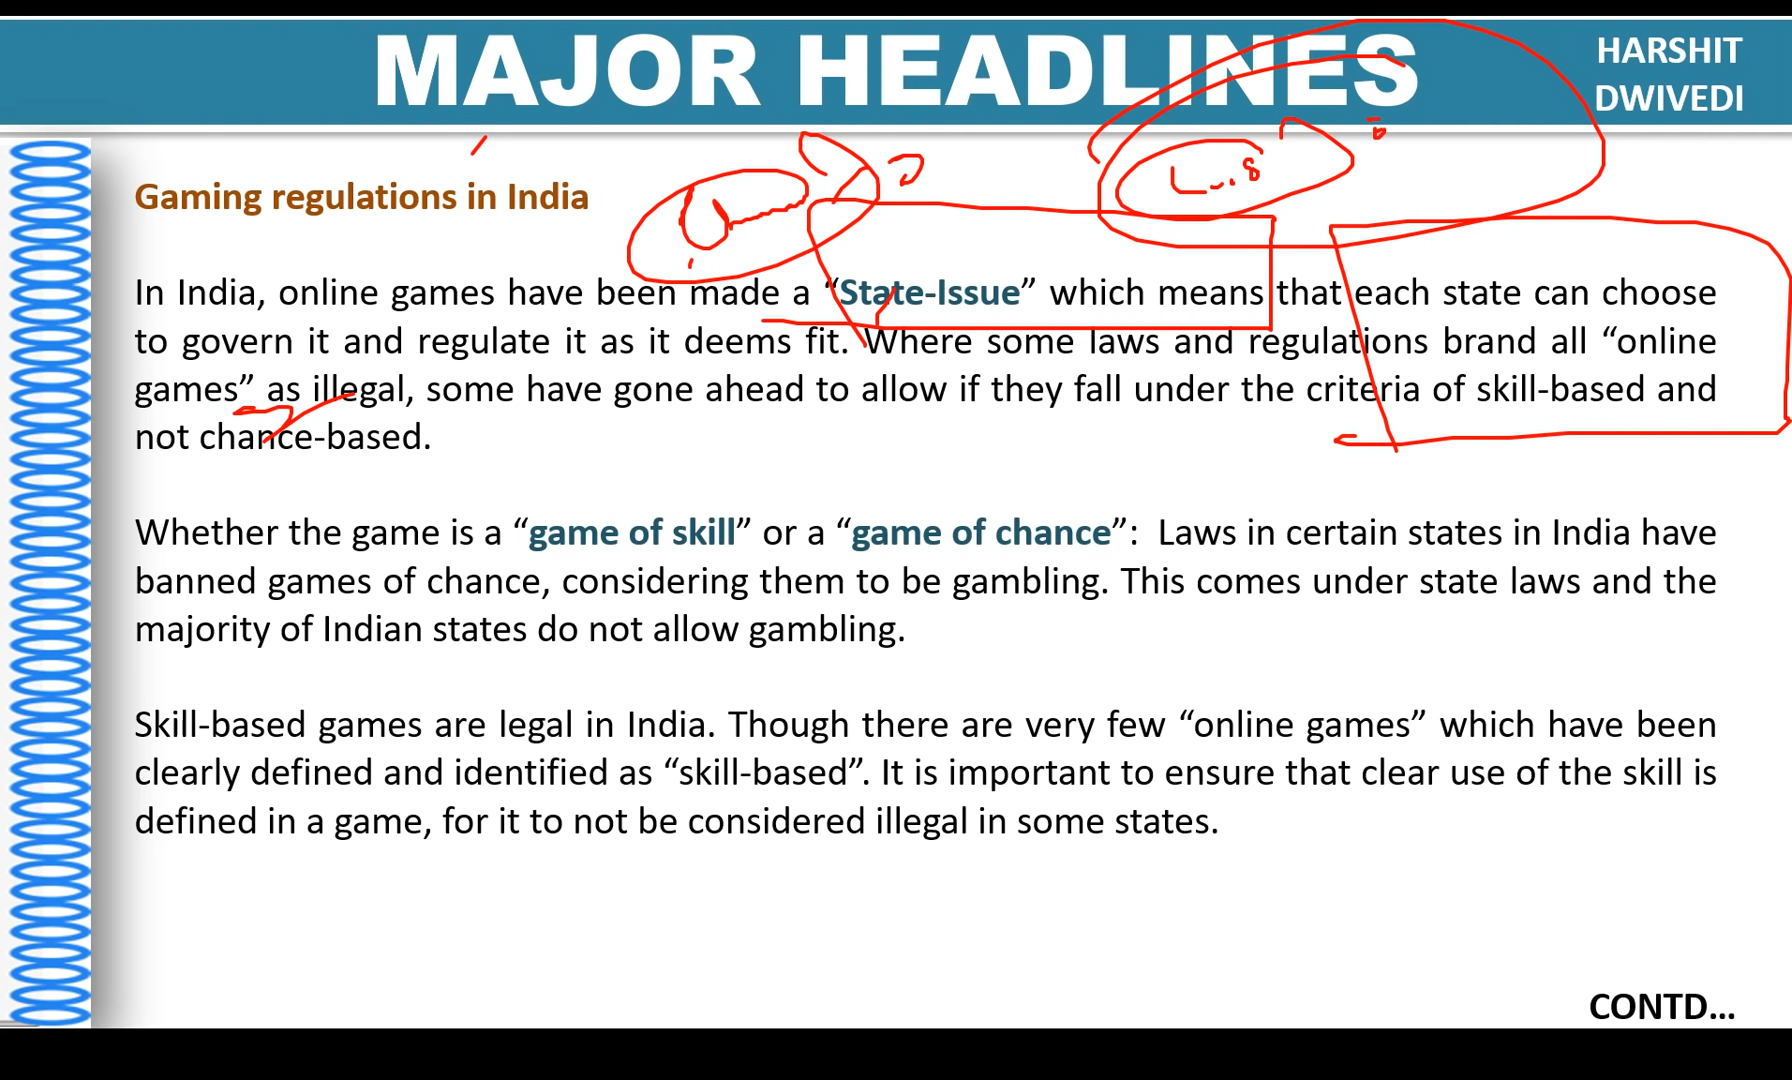 MAJOR HEADLINES
HARSHIT
DWIVEDI
Gaming regulations in India
In India, online games have been made a “State-Issue” which means that each state can choose
to govern it and regulate it as it deems fit. Where some laws and regulations brand all “online
games” as illegal, some have gone ahead to allow if they fall under the criteria of skill-based and
not chance-based.
Whether the game is a “game of skill” or a “game of chance”: Laws in certain states in India have
banned games of chance, considering them to be gambling. This comes under state laws and the
majority of Indian states do not allow gambling.
Skill-based games are legal in India. Though there are very few “online games” which have been
clearly defined and identified as “skill-based”. It is important to ensure that clear use of the skill is
defined in a game, for it to not be considered illegal in some states.
CONTD...